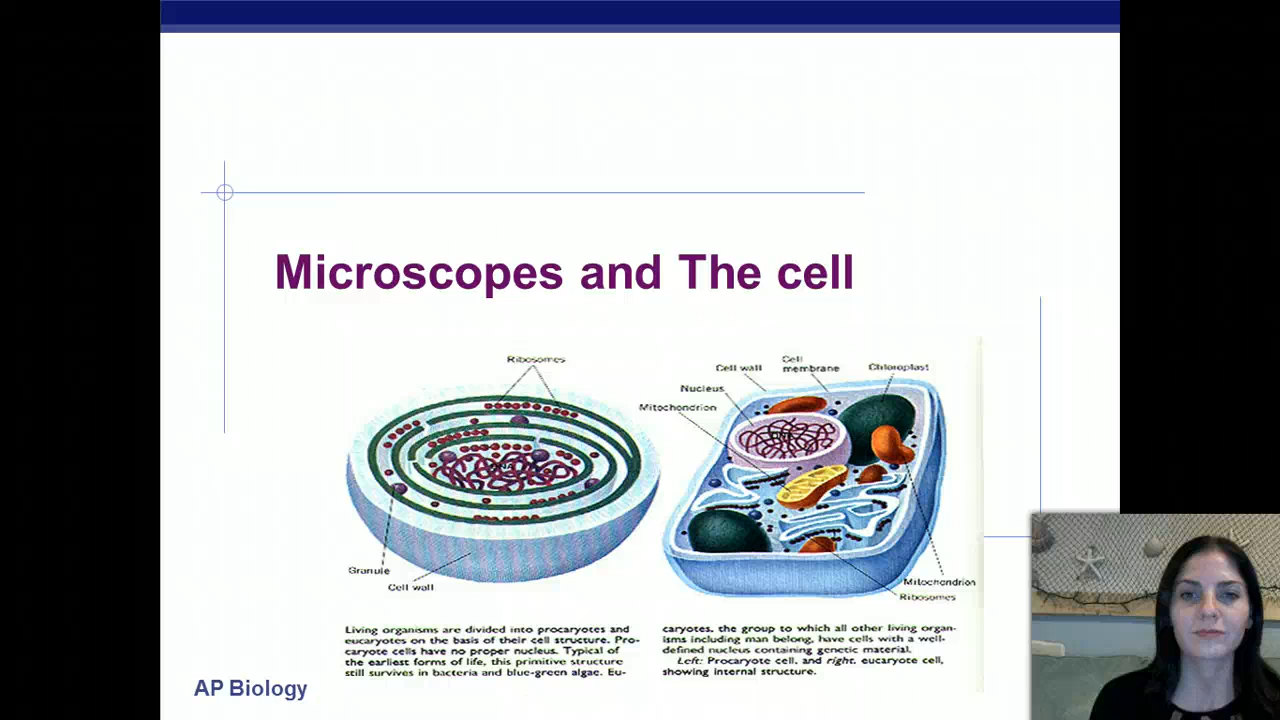 Microscopes and The cell
Ribosomes
Granule
Cell wall
Cell wall
Cell
membrane
Chloroplast
Nucleus
Mitochondrion
DNA
Mitochondrion
Ribosomes
Living organisms are divided into procaryotes and
eucaryotes on the basis of their cell structure. Pro-
caryote cells have no proper nucleus. Typical of
the earliest forms of life, this primitive structure
still survives in bacteria and blue-green algae. Eu-
caryotes, the group to which all other living organ-
isms including man belong, have cells with a well-
defined nucleus containing genetic material.
Left: Procaryote cell, and right, eucaryote cell,
showing internal structure.
AP Biology